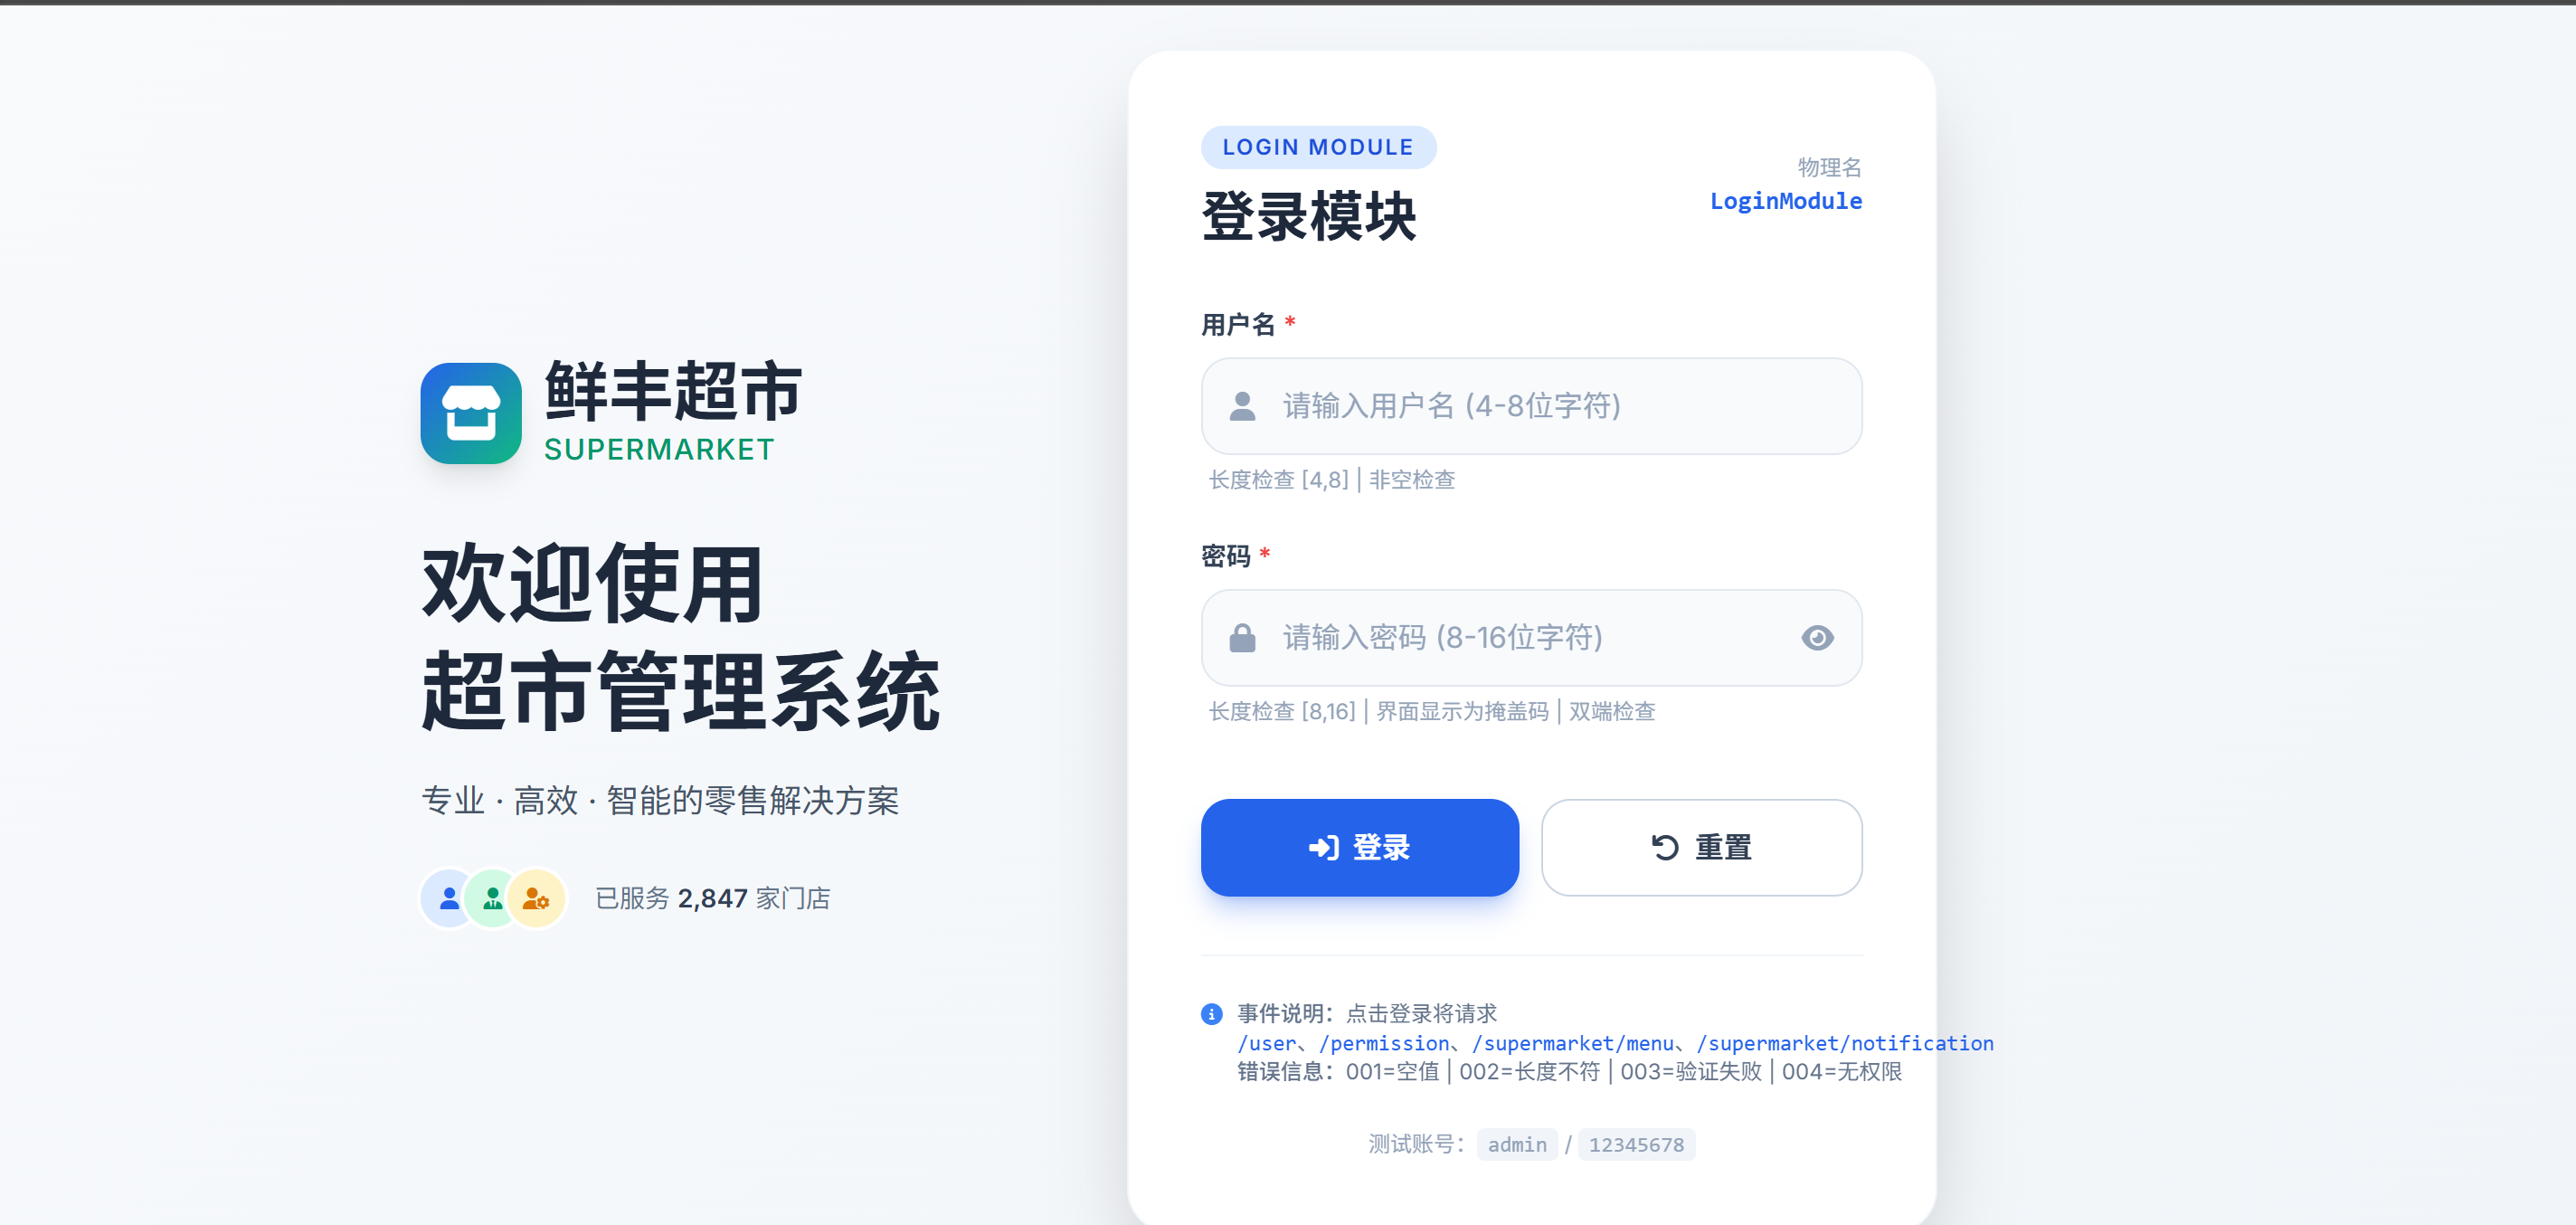 鲜丰超市
SUPERMARKET
欢迎使用
超市管理系统
专业 · 高效 · 智能的零售解决方案
已服务 2,847 家门店
LOGIN MODULE
登录模块
物理名
LoginModule
用户名 *
请输入用户名 (4-8位字符)
长度检查 [4,8] | 非空检查
密码 *
请输入密码 (8-16位字符)
长度检查 [8,16] | 界面显示为掩盖码 | 双端检查
登录
重置
事件说明：点击登录将请求
/user、/permission、/supermarket/menu、/supermarket/notification
错误信息：001=空值 | 002=长度不符 | 003=验证失败 | 004=无权限
测试账号： admin / 12345678